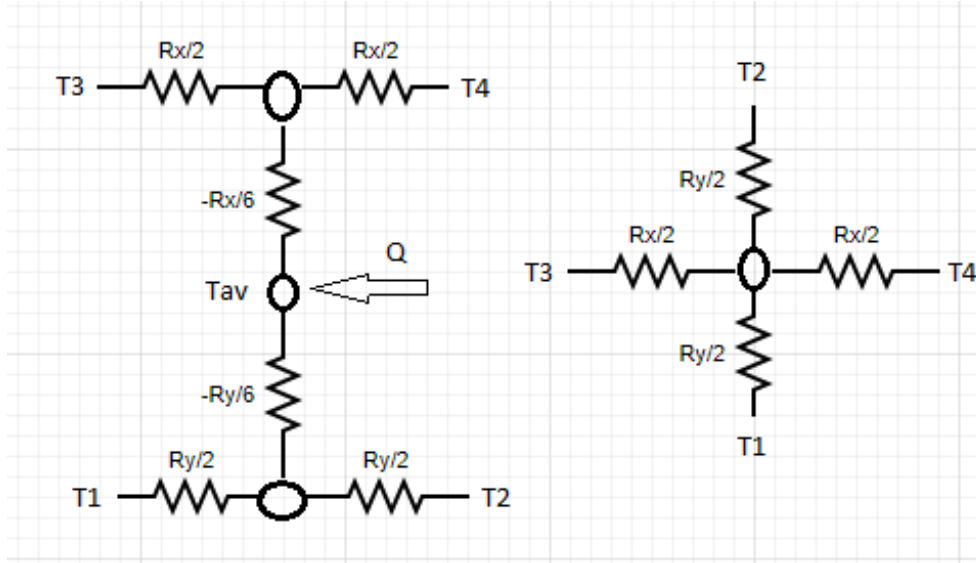 Rx/2 Rx/2
T3 T4
-Rx/6
Q
Tav
-Ry/6
Ry/2 Ry/2
T1 T2
T2
Ry/2
Rx/2 Rx/2
T3 T4
Ry/2
T1